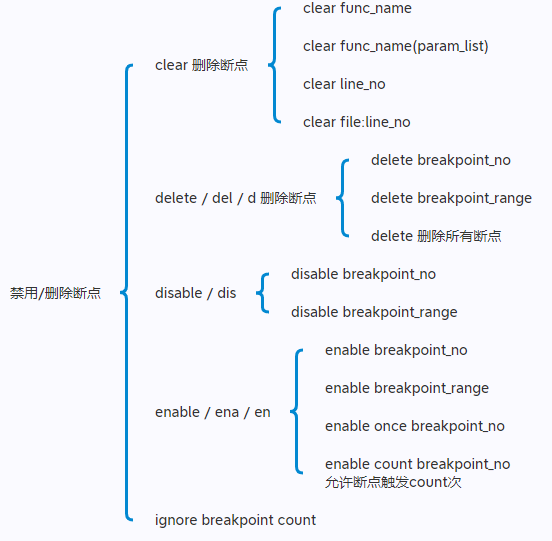 禁用/删除断点
clear 删除断点
clear func_name
clear func_name(param_list)
clear line_no
clear file:line_no
delete / del / d 删除断点
delete breakpoint_no
delete breakpoint_range
delete 删除所有断点
disable / dis
disable breakpoint_no
disable breakpoint_range
enable / ena / en
enable breakpoint_no
enable breakpoint_range
enable once breakpoint_no
enable count breakpoint_no
允许断点触发count次
ignore breakpoint count